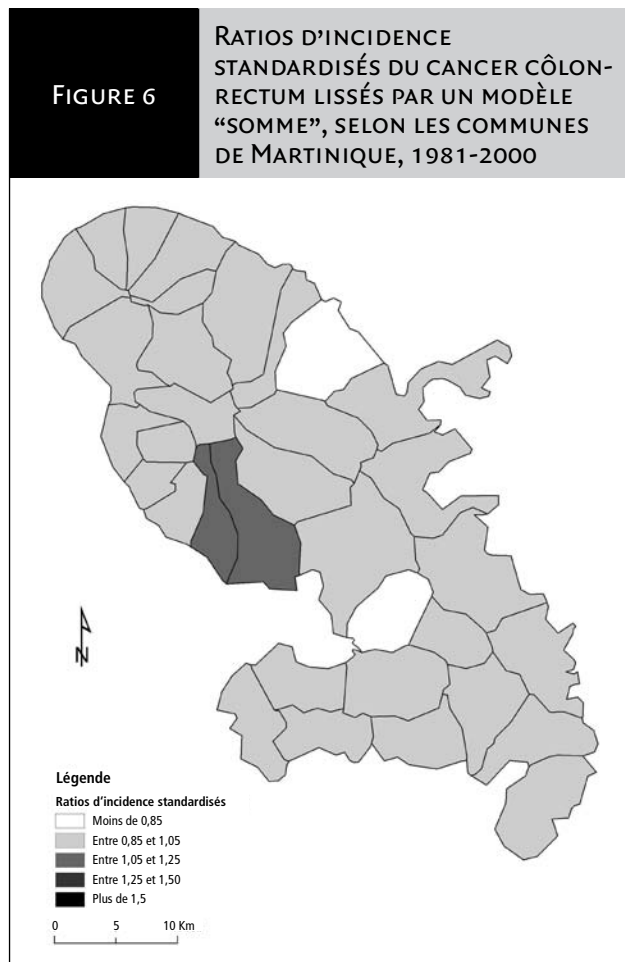 FIGURE 6
RATIOS D'INCIDENCE
STANDARDISÉS DU CANCER CÔLON-
RECTUM LISSÉS PAR UN MODÈLE
“SOMME”, SELON LES COMMUNES
DE MARTINIQUE, 1981-2000
N
Légende
Ratios d'incidence standardisés
Moins de 0,85
Entre 0,85 et 1,05
Entre 1,05 et 1,25
Entre 1,25 et 1,50
Plus de 1,5
0 5 10 Km